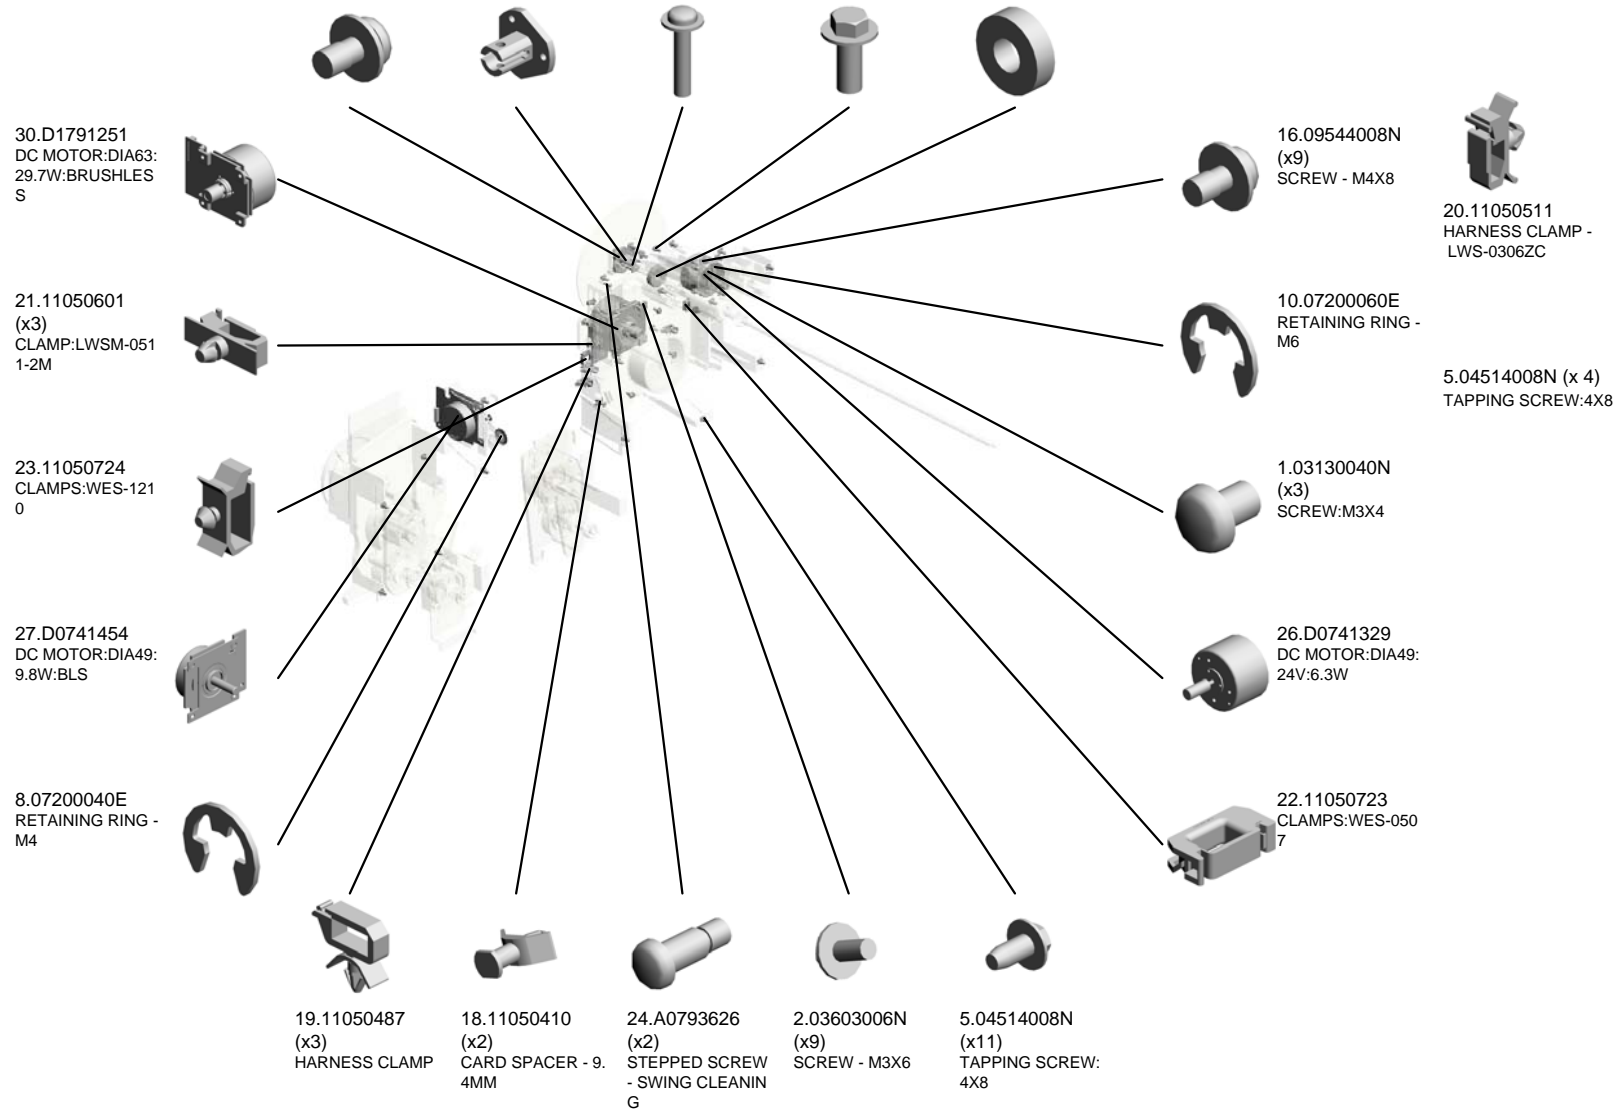 30.D1791251
DC MOTOR:DIA63:
29.7W:BRUSHLES
S
21.11050601
(x3)
CLAMP:LWSM-051
1-2M
23.11050724
CLAMPS:WES-121
0
27.D0741454
DC MOTOR:DIA49:
9.8W:BLS
8.07200040E
RETAINING RING -
M4
19.11050487
(x3)
HARNESS CLAMP
18.11050410
(x2)
CARD SPACER - 9.
4MM
24.A0793626
(x2)
STEPPED SCREW
- SWING CLEANIN
G
2.03603006N
(x9)
SCREW - M3X6
5.04514008N
(x11)
TAPPING SCREW:
4X8
16.09544008N
(x9)
SCREW - M4X8
10.07200060E
RETAINING RING -
M6
1.03130040N
(x3)
SCREW:M3X4
26.D0741329
DC MOTOR:DIA49:
24V:6.3W
22.11050723
CLAMPS:WES-050
7
20.11050511
HARNESS CLAMP -
LWS-0306ZC
5.04514008N (x 4)
TAPPING SCREW:4X8